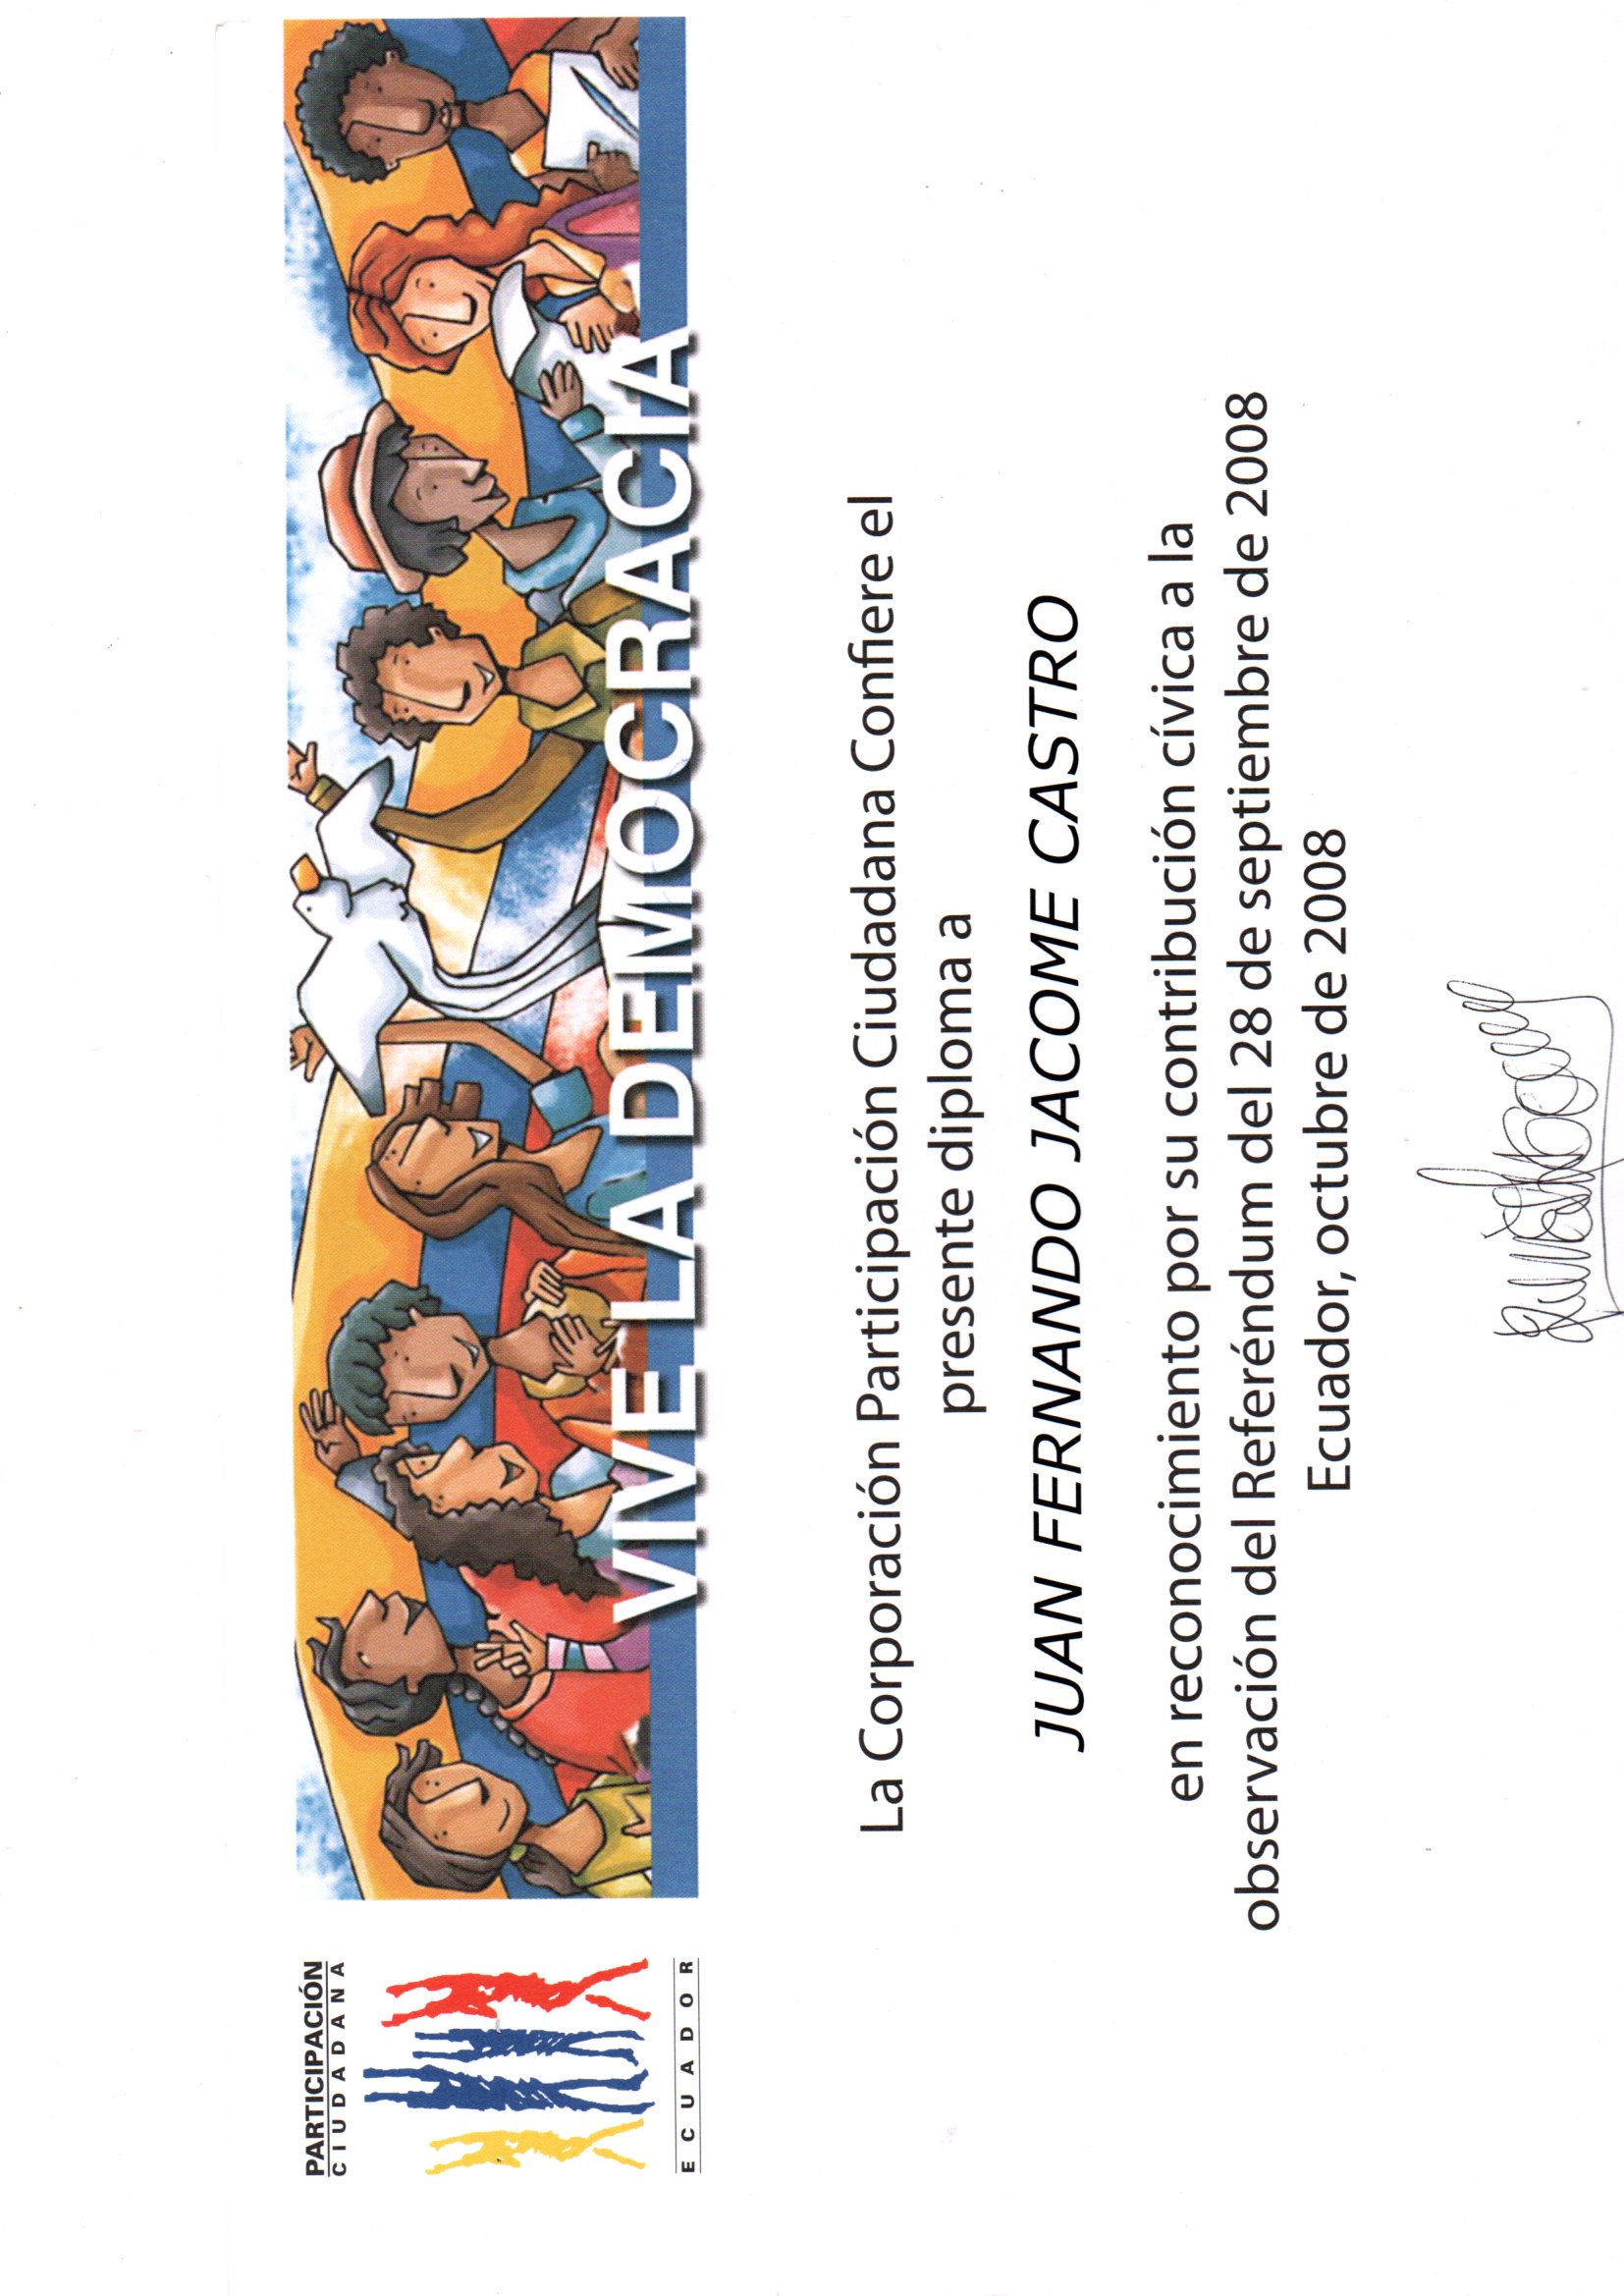 PARTICIPACIÓN
CIUDADANA
ECUADOR
VIVE LA DEMOCRACIA
La Corporación Participación Ciudadana Confiere el
presente diploma a
JUAN FERNANDO JACOME CASTRO
en reconocimiento por su contribución cívica a la
observación del Referéndum del 28 de septiembre de 2008
Ecuador, octubre de 2008